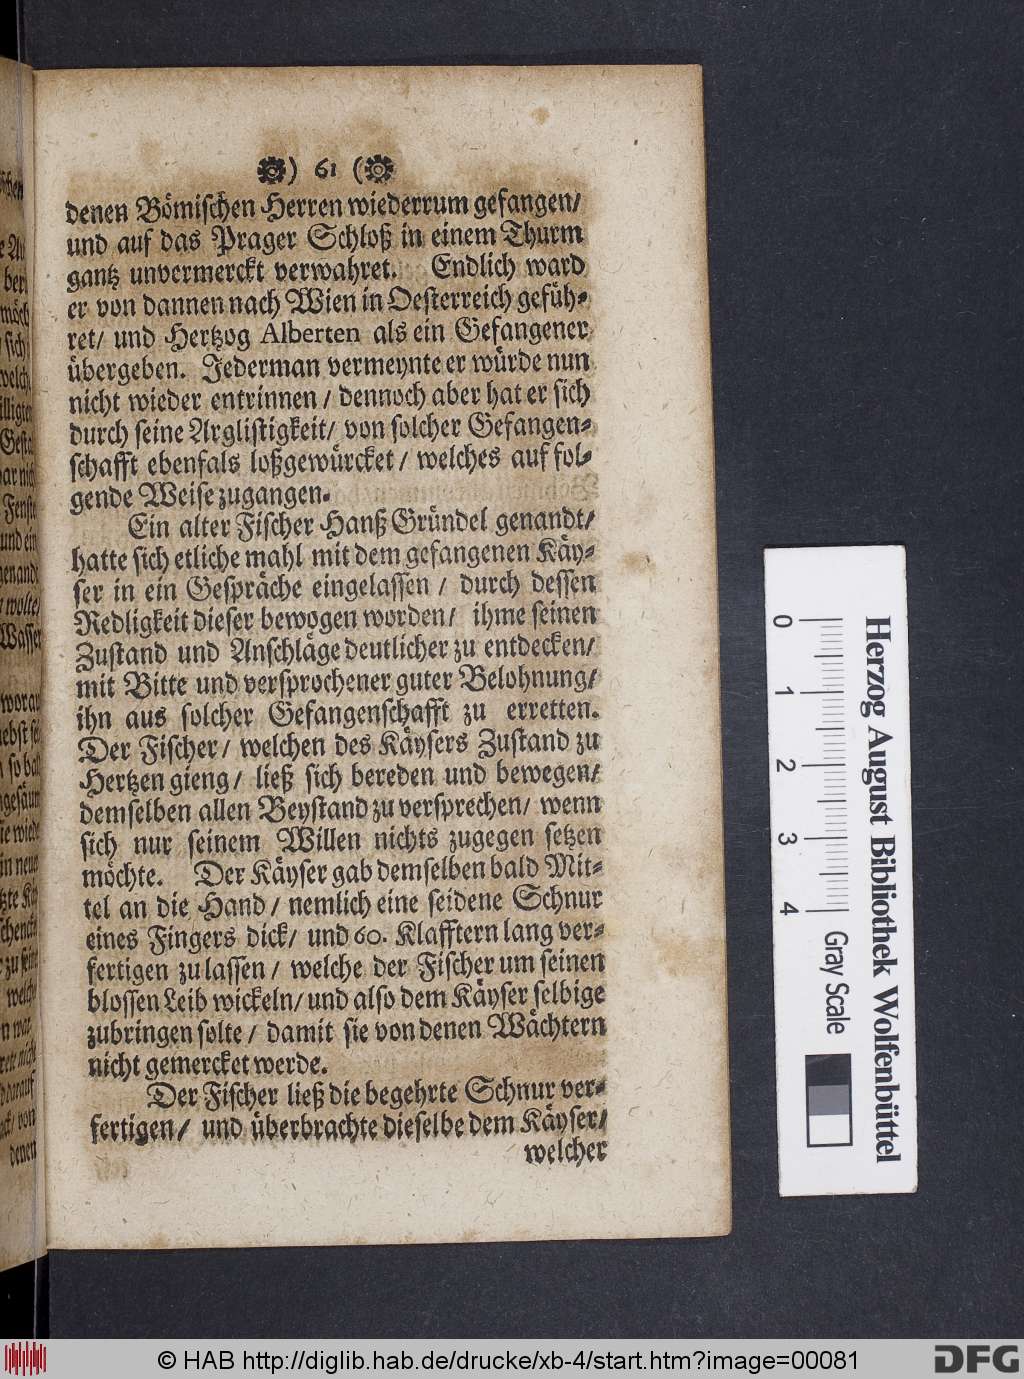 ) 61 (
denen Bömischen Herren wiederrum gefangen/
und auf das Prager Schloß in einem Thurm
gantz unvermerckt verwahret. Endlich ward
er von dannen nach Wien in Oesterreich gefüh-
ret/ und Hertzog Alberten als ein Gefangener
übergeben. Jederman vermeynte er würde nun
nicht wieder entrinnen / dennoch aber hat er sich
durch seine Arglistigkeit/ von solcher Gefangen-
schafft ebenfals loßgewürcket / welches auf fol-
gende Weise zugangen.
Ein alter Fischer Hanß Gründel genandt/
hatte sich etliche mahl mit dem gefangenen Käy-
ser in ein Gespräche eingelassen / durch dessen
Redligkeit dieser bewogen worden/ ihme seinen
Zustand und Anschläge deutlicher zu entdecken/
mit Bitte und versprochener guter Belohnung/
ihn aus solcher Gefangenschafft zu erretten.
Der Fischer / welchen des Käysers Zustand zu
Hertzen gieng / ließ sich bereden und bewegen/
demselben allen Beystand zu versprechen/ wenn
sich nur seinem Willen nichts zugegen setzen
möchte. Der Käyser gab demselben bald Mit-
tel an die Hand / nemlich eine seidene Schnur
eines Fingers dick/ und 60. Klafftern lang ver-
fertigen zu lassen / welche der Fischer um seinen
blossen Leib wickeln/ und also dem Käyser selbige
zubringen solte / damit sie von denen Wächtern
nicht gemercket werde.
Der Fischer ließ die begehrte Schnur ver-
fertigen/ und überbrachte dieselbe dem Käyser/
welcher
Herzog August Bibliothek Wolfenbüttel
0 1 2 3 4 Gray Scale
© HAB http://diglib.hab.de/drucke/xb-4/start.htm?image=00081
DFG